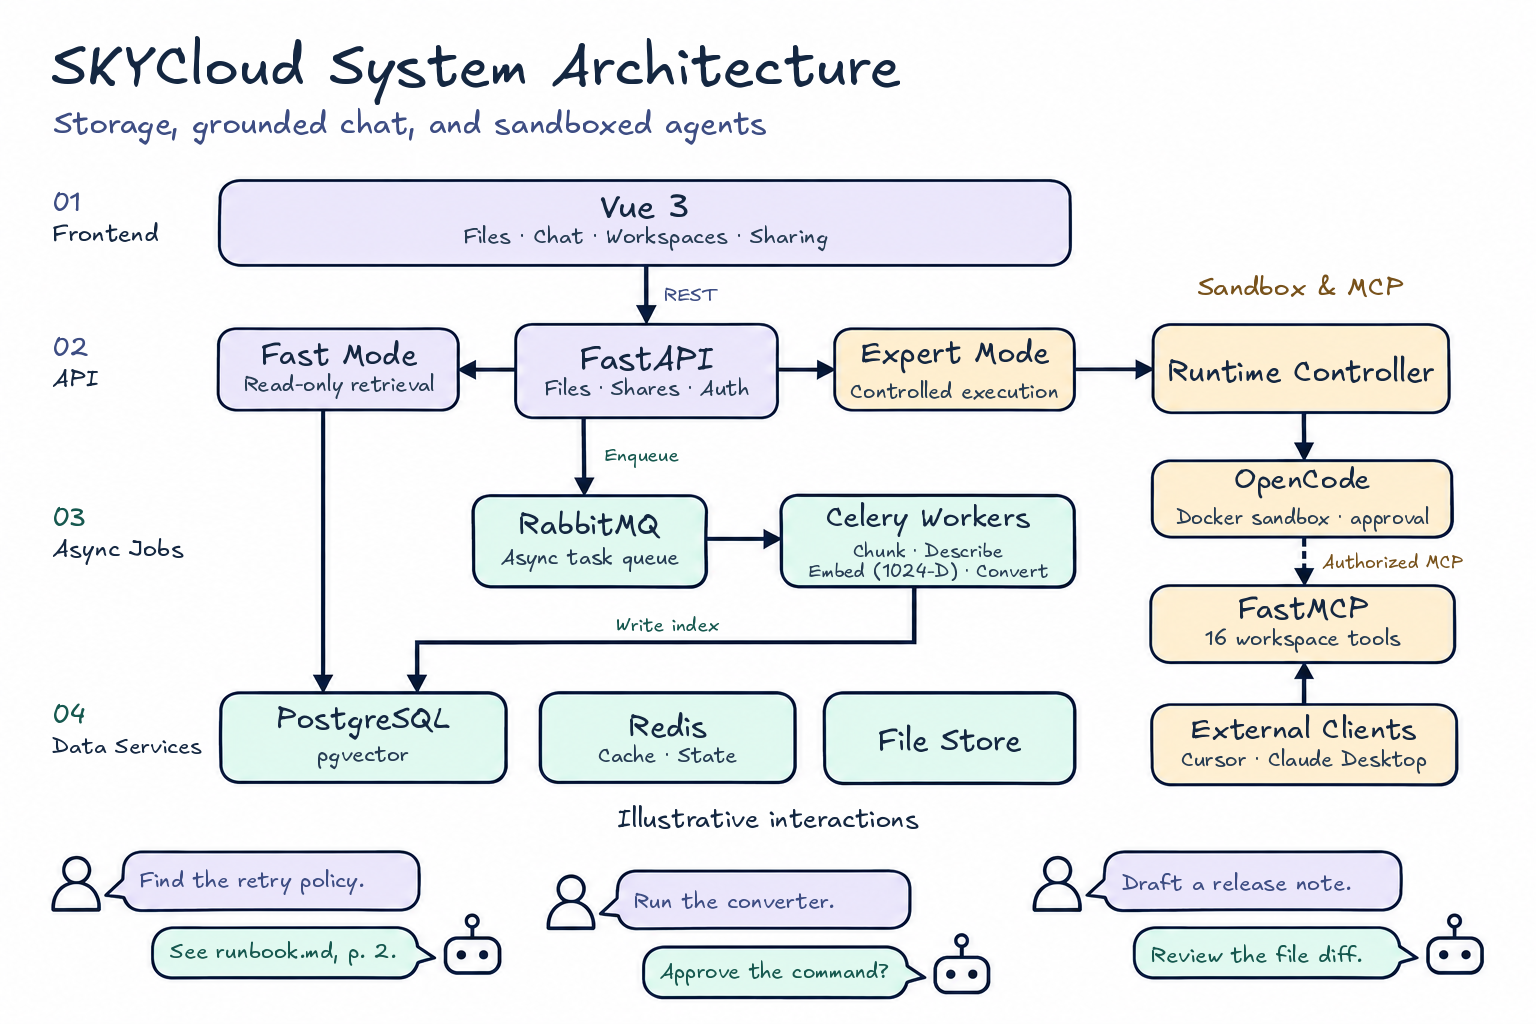 SKYCloud System Architecture
Storage, grounded chat, and sandboxed agents
01
Frontend
Vue 3
Files · Chat · Workspaces · Sharing
REST
Sandbox & MCP
02
API
Fast Mode
Read-only retrieval
FastAPI
Files · Shares · Auth
Expert Mode
Controlled execution
Runtime Controller
Enqueue
OpenCode
Docker sandbox · approval
03
Async Jobs
RabbitMQ
Async task queue
Celery Workers
Chunk · Describe
Embed (1024-D) · Convert
Authorized MCP
FastMCP
16 workspace tools
Write index
04
Data Services
PostgreSQL
pgvector
Redis
Cache · State
File Store
External Clients
Cursor · Claude Desktop
Illustrative interactions
Find the retry policy.
See runbook.md, p. 2.
Run the converter.
Approve the command?
Draft a release note.
Review the file diff.